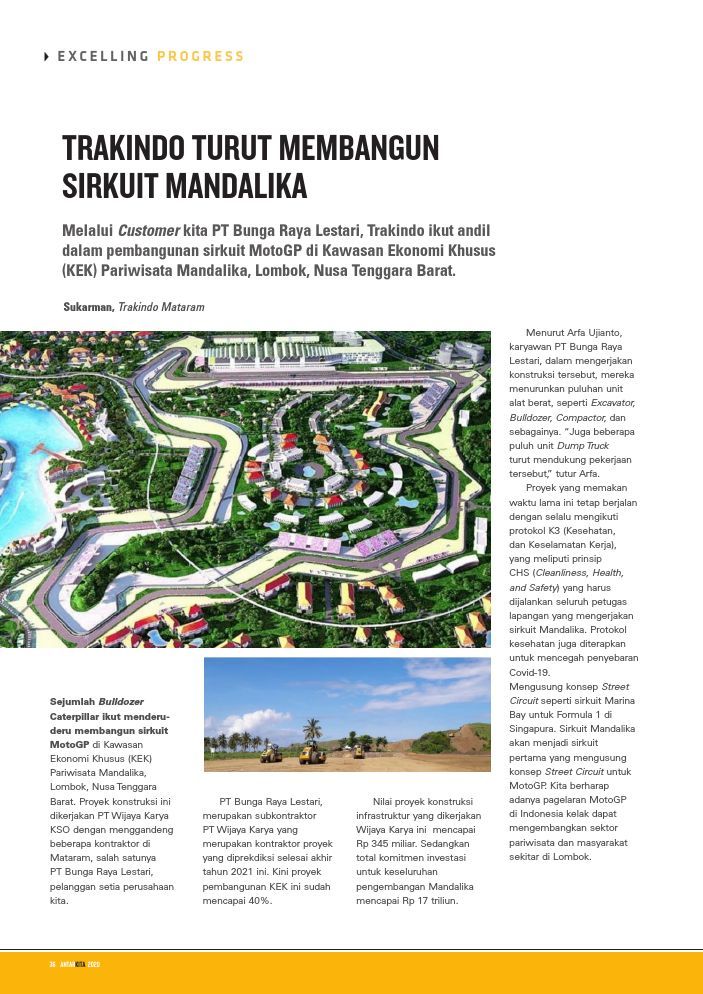 EXCELLING PROGRESS
TRAKINDO TURUT MEMBANGUN
SIRKUIT MANDALIKA
Melalui Customer kita PT Bunga Raya Lestari, Trakindo ikut andil
dalam pembangunan sirkuit MotoGP di Kawasan Ekonomi Khusus
(KEK) Pariwisata Mandalika, Lombok, Nusa Tenggara Barat.
Sukarman, Trakindo Mataram
Sejumlah Bulldozer
Caterpillar ikut menderu-
deru membangun sirkuit
MotoGP di Kawasan
Ekonomi Khusus (KEK)
Pariwisata Mandalika,
Lombok, Nusa Tenggara
Barat. Proyek konstruksi ini
dikerjakan PT Wijaya Karya
KSO dengan menggandeng
beberapa kontraktor di
Mataram, salah satunya
PT Bunga Raya Lestari,
pelanggan setia perusahaan
kita.
PT Bunga Raya Lestari,
merupakan subkontraktor
PT Wijaya Karya yang
merupakan kontraktor proyek
yang diprekdiksi selesai akhir
tahun 2021 ini. Kini proyek
pembangunan KEK ini sudah
mencapai 40%.
Nilai proyek konstruksi
infrastruktur yang dikerjakan
Wijaya Karya ini mencapai
Rp 345 miliar. Sedangkan
total komitmen investasi
untuk keseluruhan
pengembangan Mandalika
mencapai Rp 17 triliun.
Menurut Arfa Ujianto,
karyawan PT Bunga Raya
Lestari, dalam mengerjakan
konstruksi tersebut, mereka
menurunkan puluhan unit
alat berat, seperti Excavator,
Bulldozer, Compactor, dan
sebagainya. “Juga beberapa
puluh unit Dump Truck
turut mendukung pekerjaan
tersebut,” tutur Arfa.
Proyek yang memakan
waktu lama ini tetap berjalan
dengan selalu mengikuti
protokol K3 (Kesehatan,
dan Keselamatan Kerja),
yang meliputi prinsip
CHS (Cleanliness, Health,
and Safety) yang harus
dijalankan seluruh petugas
lapangan yang mengerjakan
sirkuit Mandalika. Protokol
kesehatan juga diterapkan
untuk mencegah penyebaran
Covid-19.
Mengusung konsep Street
Circuit seperti sirkuit Marina
Bay untuk Formula 1 di
Singapura. Sirkuit Mandalika
akan menjadi sirkuit
pertama yang mengusung
konsep Street Circuit untuk
MotoGP. Kita berharap
adanya pagelaran MotoGP
di Indonesia kelak dapat
mengembangkan sektor
pariwisata dan masyarakat
sekitar di Lombok.
36 ANTARKITA 2020